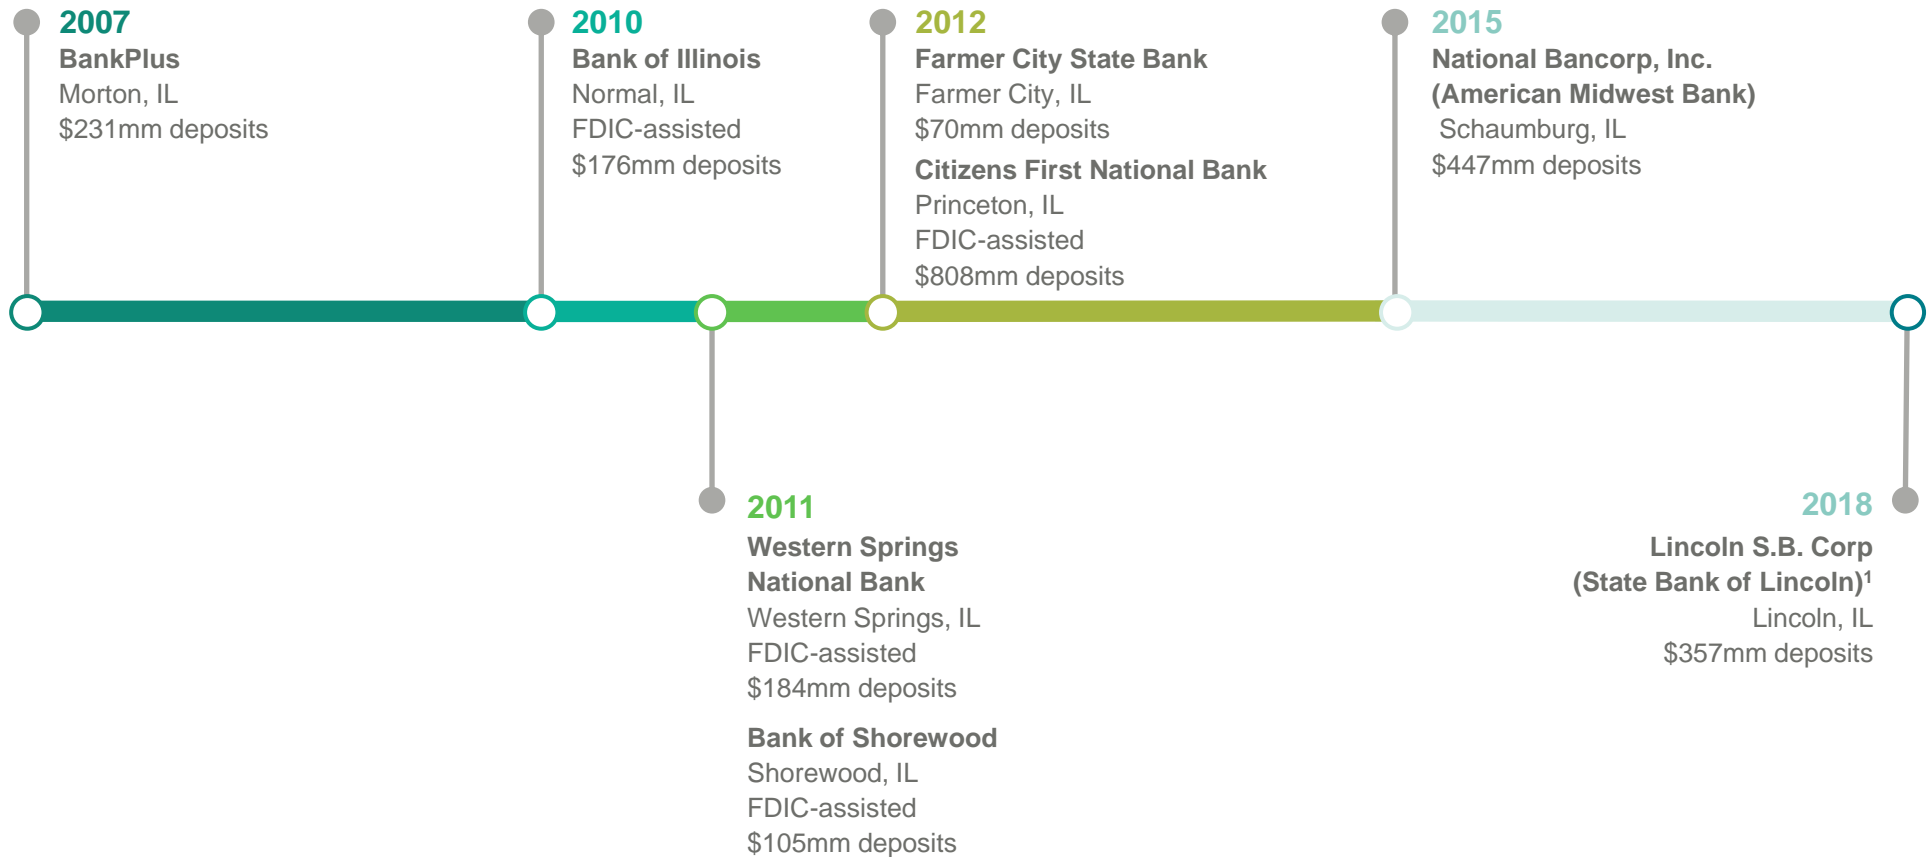 2007
BankPlus
Morton, IL
$231mm deposits
2010
Bank of Illinois
Normal, IL
FDIC-assisted
$176mm deposits
2012
Farmer City State Bank
Farmer City, IL
$70mm deposits
Citizens First National Bank
Princeton, IL
FDIC-assisted
$808mm deposits
2015
National Bancorp, Inc.
(American Midwest Bank)
Schaumburg, IL
$447mm deposits
2011
Western Springs
National Bank
Western Springs, IL
FDIC-assisted
$184mm deposits
Bank of Shorewood
Shorewood, IL
FDIC-assisted
$105mm deposits
2018
Lincoln S.B. Corp
(State Bank of Lincoln)¹
Lincoln, IL
$357mm deposits